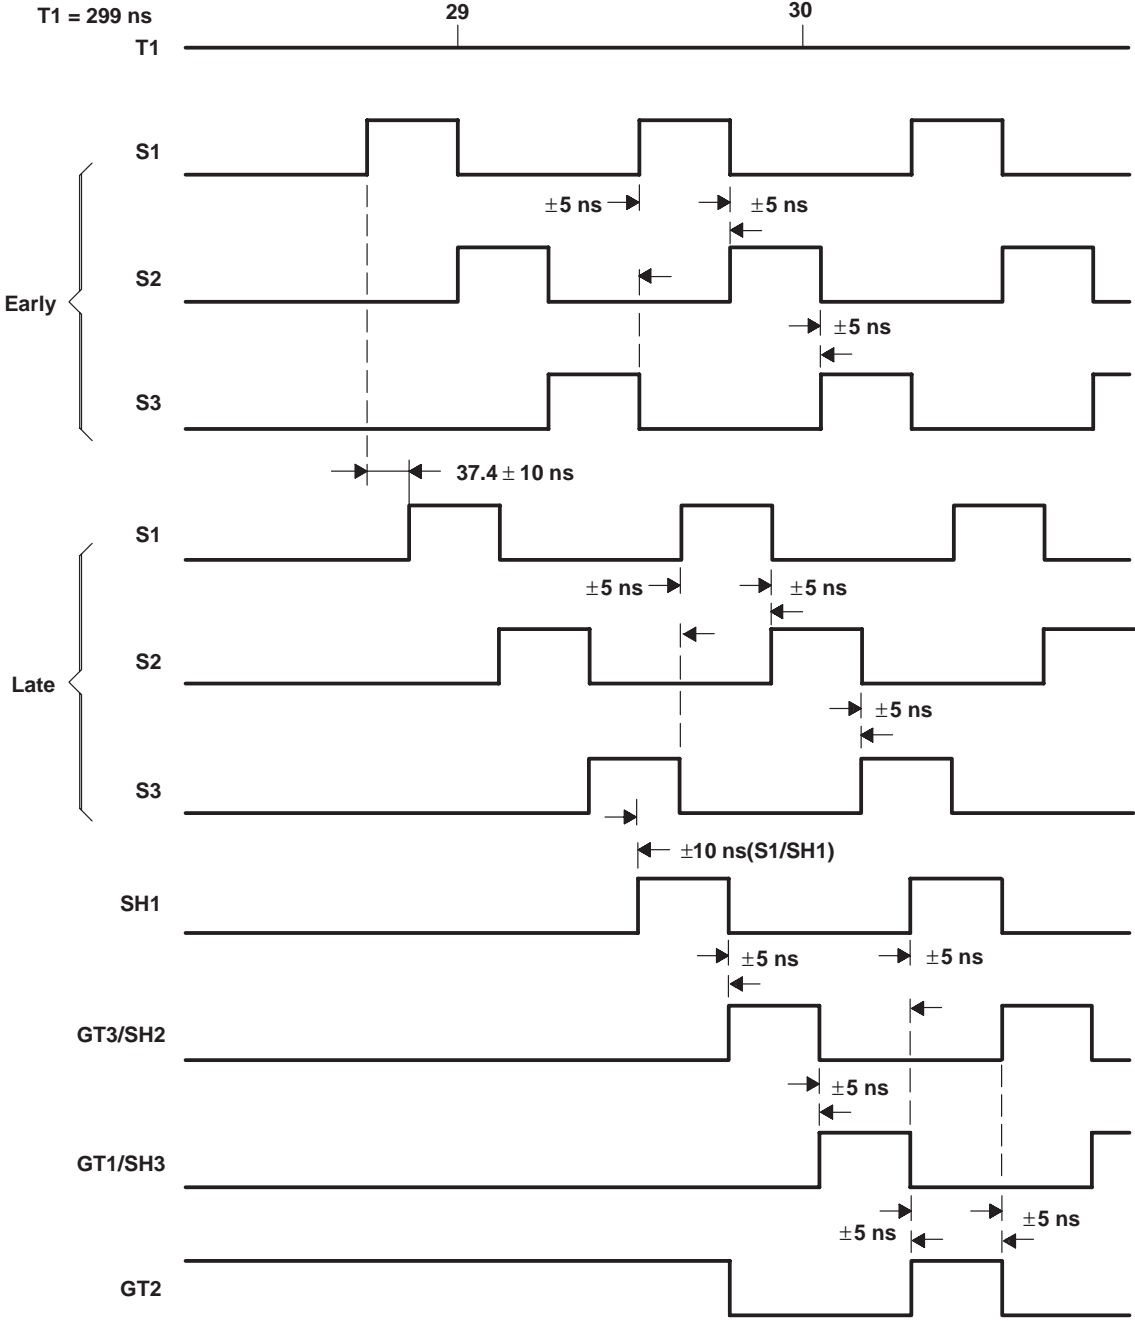 T1 = 299 ns
29
30
T1
S1
±5 ns
±5 ns
S2
Early
±5 ns
S3
37.4 ± 10 ns
S1
±5 ns
±5 ns
S2
Late
±5 ns
S3
±10 ns(S1/SH1)
SH1
±5 ns
±5 ns
GT3/SH2
±5 ns
GT1/SH3
±5 ns
±5 ns
GT2